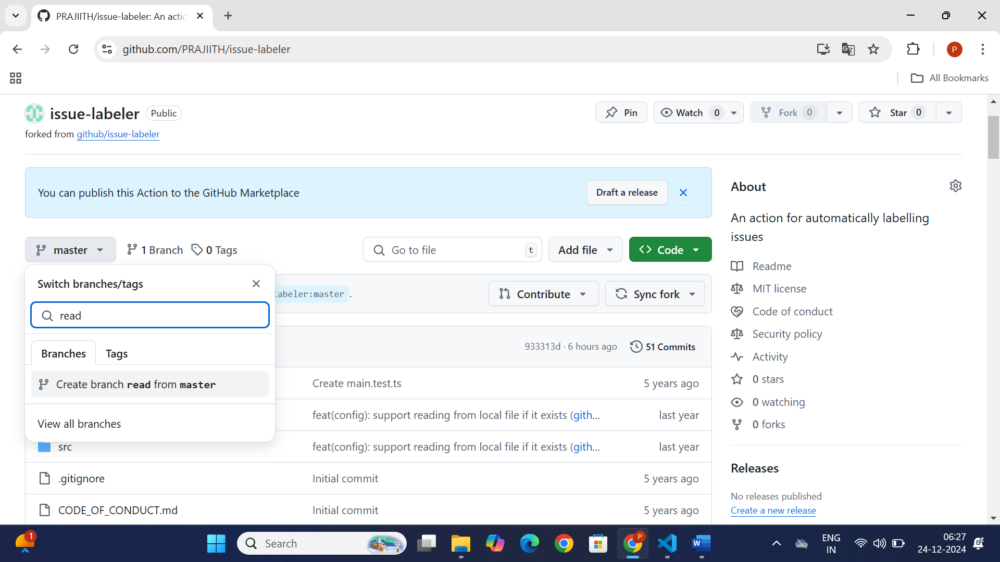 PRAJIITH/issue-labeler: An actio
github.com/PRAJIITH/issue-labeler
P
All Bookmarks
issue-labeler Public
Pin
Watch 0
Fork 0
Star 0
forked from github/issue-labeler
You can publish this Action to the GitHub Marketplace
Draft a release
About
An action for automatically labelling
issues
master
1 Branch
0 Tags
Go to file t
Add file
Code
Switch branches/tags
labeler:master .
Contribute
Sync fork
read
Branches
Tags
933313d · 6 hours ago
51 Commits
Create branch read from master
View all branches
Create main.test.ts 5 years ago
feat(config): support reading from local file if it exists (gith... last year
src feat(config): support reading from local file if it exists (gith... last year
.gitignore Initial commit 5 years ago
CODE_OF_CONDUCT.md Initial commit 5 years ago
Readme
MIT license
Code of conduct
Security policy
Activity
0 stars
0 watching
0 forks
Releases
No releases published
Create a new release
1
Search
P
W
ENG
IN
06:27
24-12-2024